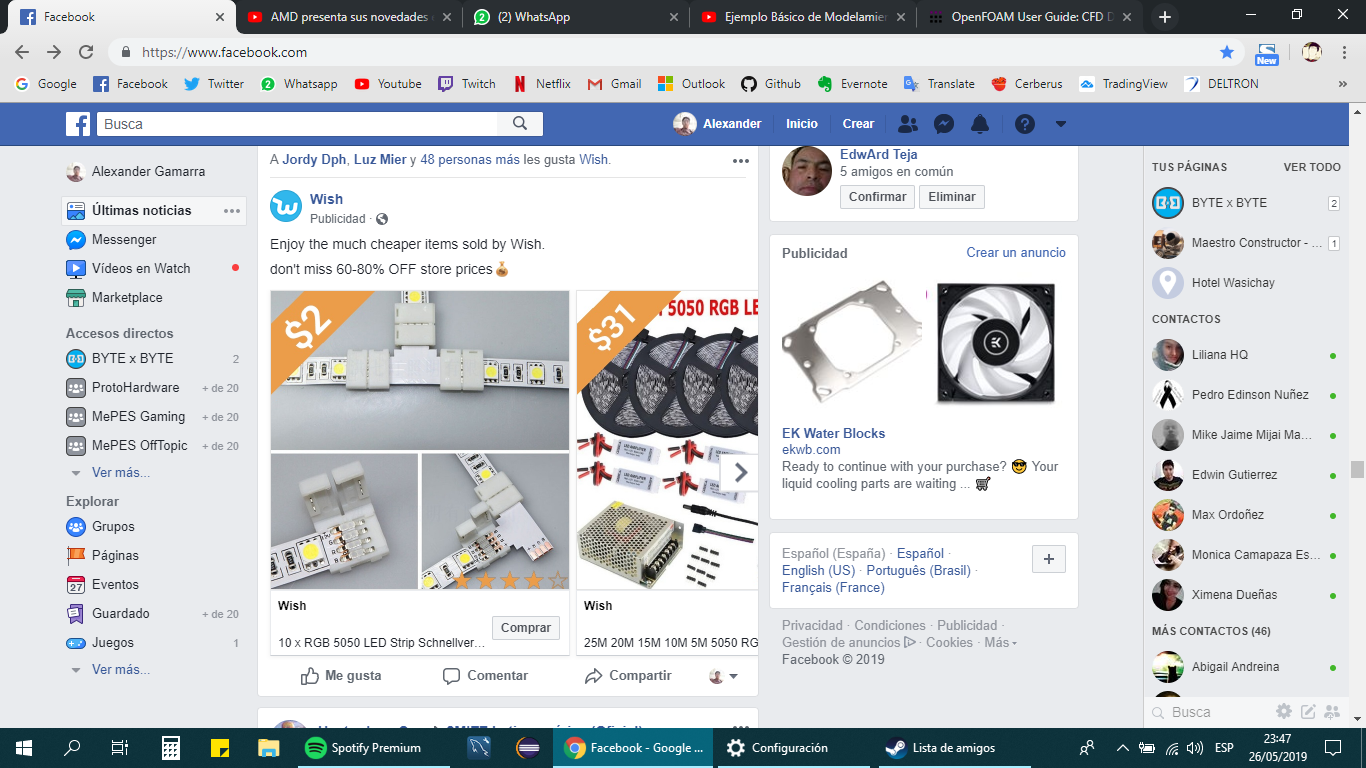 Facebook
AMD presenta sus novedades
(2) WhatsApp
Ejemplo Básico de Modelamien
OpenFOAM User Guide: CFD D
https://www.facebook.com
New
Google
Facebook
Twitter
Whatsapp
Youtube
Twitch
Netflix
Gmail
Outlook
Github
Evernote
Translate
Cerberus
TradingView
DELTRON
Busca
Alexander
Inicio
Crear
Alexander Gamarra
Últimas noticias
Messenger
Vídeos en Watch
Marketplace
Accesos directos
BYTE x BYTE 2
ProtoHardware + de 20
MePES Gaming + de 20
MePES OffTopic + de 20
Ver más...
Explorar
Grupos
Páginas
Eventos
Guardado + de 20
Juegos 1
Ver más...
A Jordy Dph, Luz Mier y 48 personas más les gusta Wish.
Wish
Publicidad ·
Enjoy the much cheaper items sold by Wish.
don't miss 60-80% OFF store prices
$2
$31
5050 RGB LE
Wish
10 x RGB 5050 LED Strip Schnellver...
Comprar
Wish
25M 20M 15M 10M 5M 5050 RG
Me gusta
Comentar
Compartir
EdwArd Teja
5 amigos en común
Confirmar
Eliminar
Publicidad
Crear un anuncio
EK Water Blocks
ekwb.com
Ready to continue with your purchase? 😎 Your
liquid cooling parts are waiting ... 🛒
Español (España) · Español ·
English (US) · Português (Brasil) ·
Français (France)
Privacidad · Condiciones · Publicidad ·
Gestión de anuncios · Cookies · Más
Facebook © 2019
TUS PÁGINAS VER TODO
BYTE x BYTE 2
Maestro Constructor - ... 1
Hotel Wasichay
CONTACTOS
Liliana HQ
Pedro Edinson Nuñez
Mike Jaime Mijai Ma...
Edwin Gutierrez
Max Ordoñez
Monica Camapaza Es...
Ximena Dueñas
MÁS CONTACTOS (46)
Abigail Andreina
Busca
Spotify Premium
Facebook - Google ...
Configuración
Lista de amigos
ESP
23:47
26/05/2019